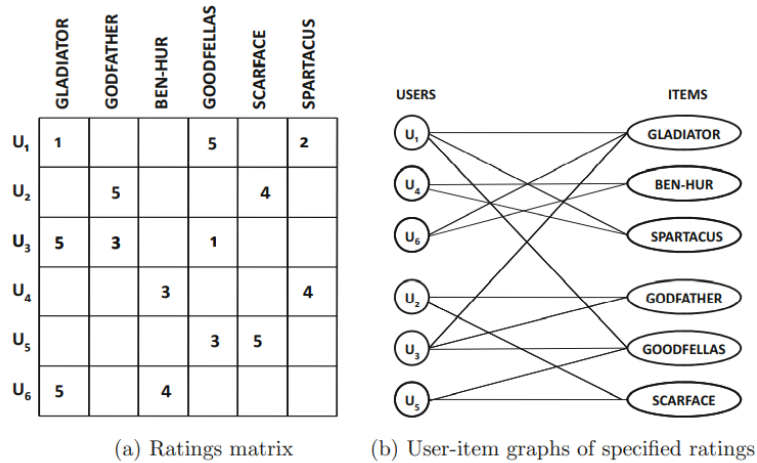 GLADIATOR GODFATHER BEN-HUR GOODFELLAS SCARFACE SPARTACUS
U1 1 5 2
U2 5 4
U3 5 3 1
U4 3 4
U5 3 5
U6 5 4
(a) Ratings matrix
USERS ITEMS
U1 GLADIATOR
U4 BEN-HUR
U6 SPARTACUS
U2 GODFATHER
U3 GOODFELLAS
U5 SCARFACE
(b) User-item graphs of specified ratings